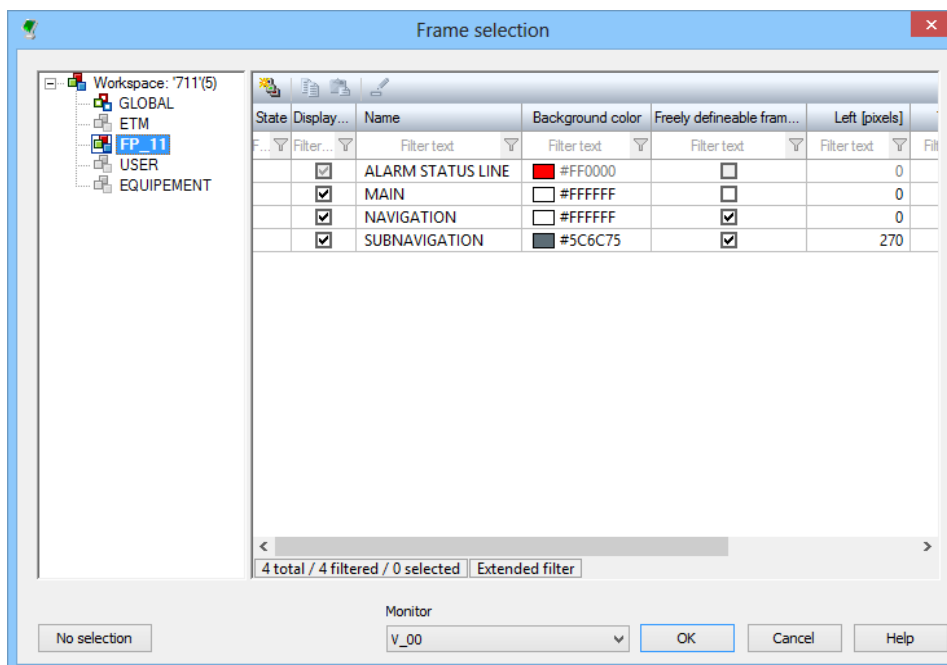 Frame selection
Workspace: '711'(5)
GLOBAL
ETM
FP_11
USER
EQUIPEMENT
State Display... Name Background color Freely defineable fram... Left [pixels]
F... Filter... Filter text Filter text Filter text Filter text Filt
ALARM STATUS LINE #FF0000 0
MAIN #FFFFFF 0
NAVIGATION #FFFFFF 0
SUBNAVIGATION #5C6C75 270
4 total / 4 filtered / 0 selected Extended filter
Monitor
No selection V_00 OK Cancel Help